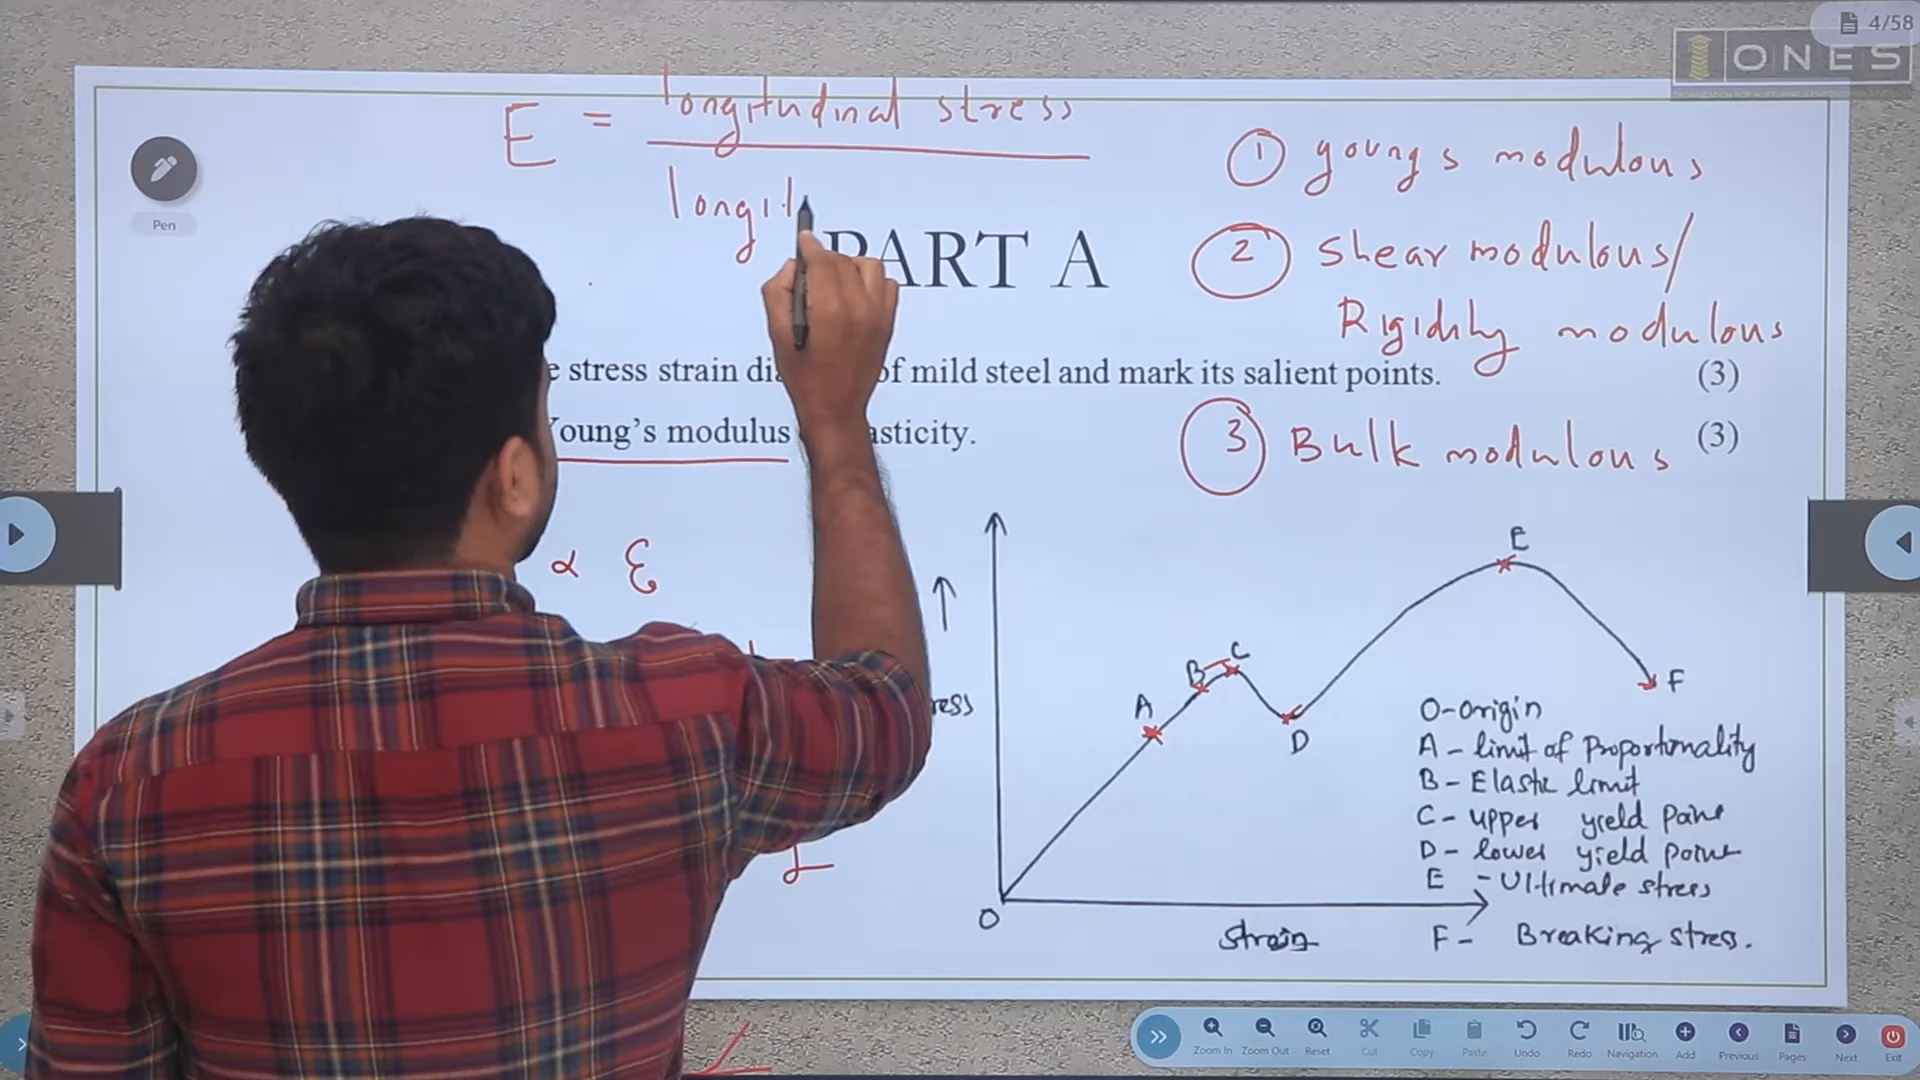 4/58
ONES
E = longitudinal stress
longit
Pen
PART A
① youngs modulous
② Shear modulous/
Rigidity modulous
e stress strain dia of mild steel and mark its salient points. (3)
Young's modulus asticity. (3)
③ Bulk modulous
∝ ε
ress
A
B
C
D
E
F
O
Strain
O-origin
A - limit of proportionality
B - Elastic limit
C - upper yield point
D - lower yield point
E - Ultimate stress
F - Breaking stress.
Zoom In Zoom Out Reset Cut Copy Paste Undo Redo Navigation Add Previous Pages Next Exit